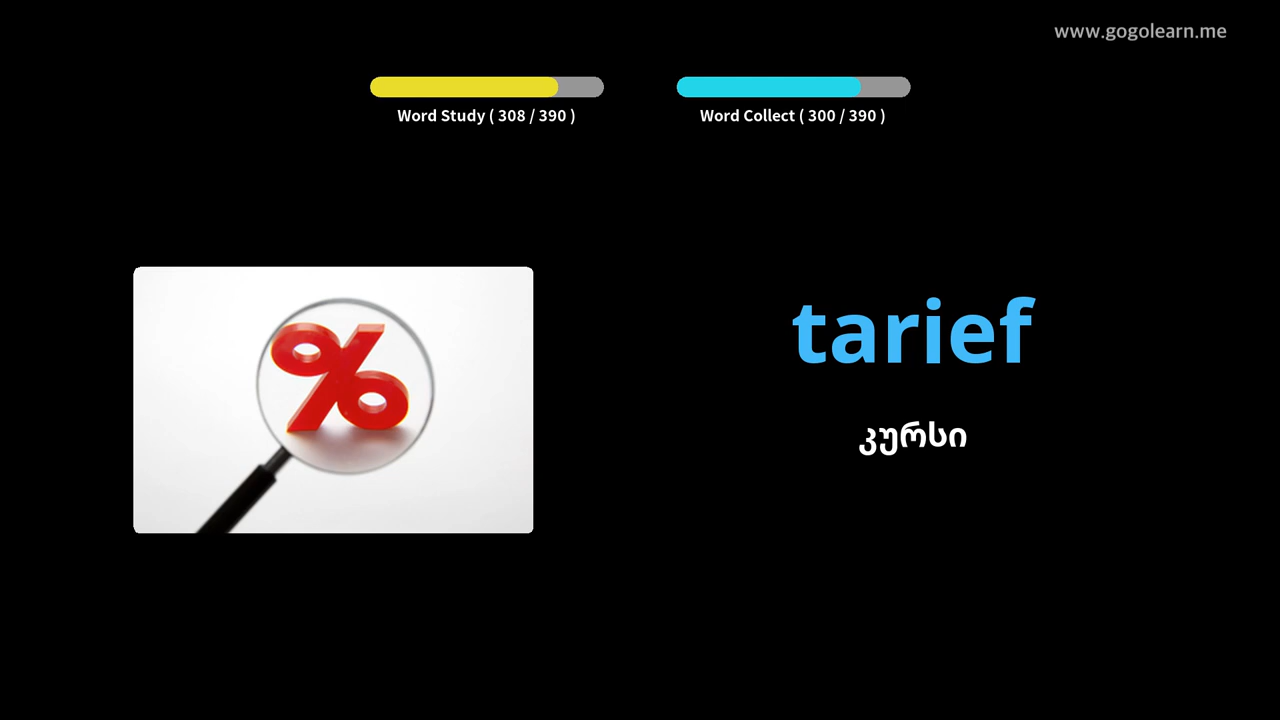 www.gogolearn.me
Word Study ( 308 / 390 )
Word Collect ( 300 / 390 )
%
tarief
კურსი